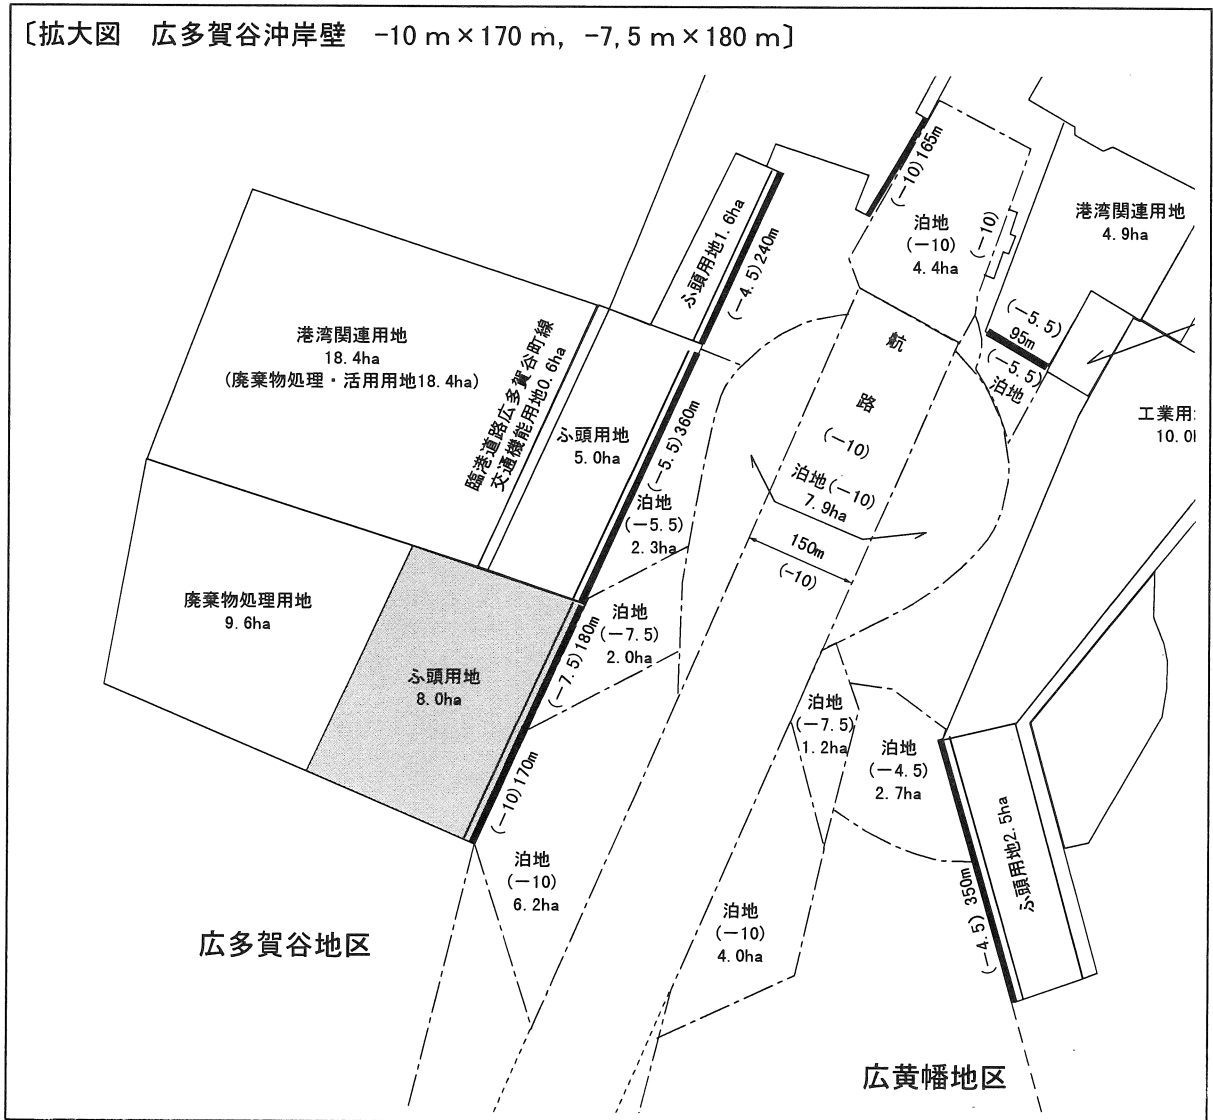 〔拡大図　広多賀谷沖岸壁　-10 m×170 m，-7,5 m×180 m〕
(－10)165m
泊地
(－10)
4.4ha
(－10)
港湾関連用地
4.9ha
ふ頭用地1.6ha
(－4.5)240m
港湾関連用地
18.4ha
(廃棄物処理・活用用地18.4ha)
臨港道路広多賀谷町線
交通機能用地0.6ha
ふ頭用地
5.0ha
(－5.5)360m
航
路
(－10)
泊地(－10)
7.9ha
150m
(-10)
(－5.5)
95m
(－5.5)
泊地
工業用
10.0
泊地
(－5.5)
2.3ha
廃棄物処理用地
9.6ha
ふ頭用地
8.0ha
(－7.5)180m
泊地
(－7.5)
2.0ha
(－10)170m
泊地
(－7.5)
1.2ha
泊地
(－4.5)
2.7ha
ふ頭用地2.5ha
(－4.5) 350m
泊地
(－10)
6.2ha
泊地
(－10)
4.0ha
広多賀谷地区
広黄幡地区